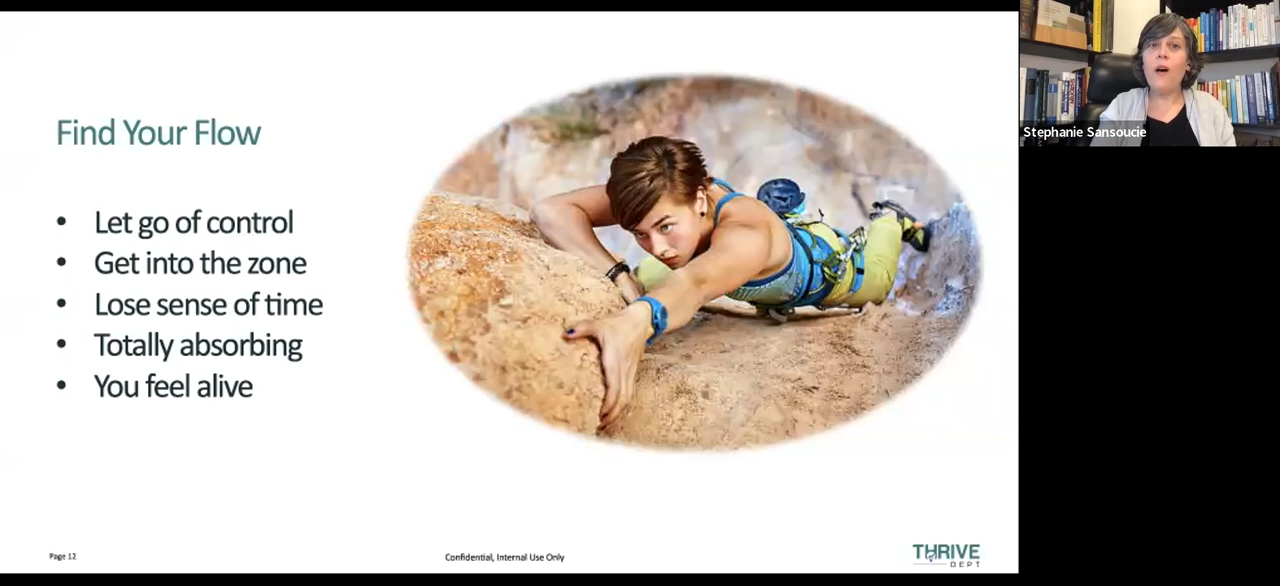 Find Your Flow
• Let go of control
• Get into the zone
• Lose sense of time
• Totally absorbing
• You feel alive
Page 12
Confidential, Internal Use Only
THRIVE
DEPT
Stephanie Sansoucie